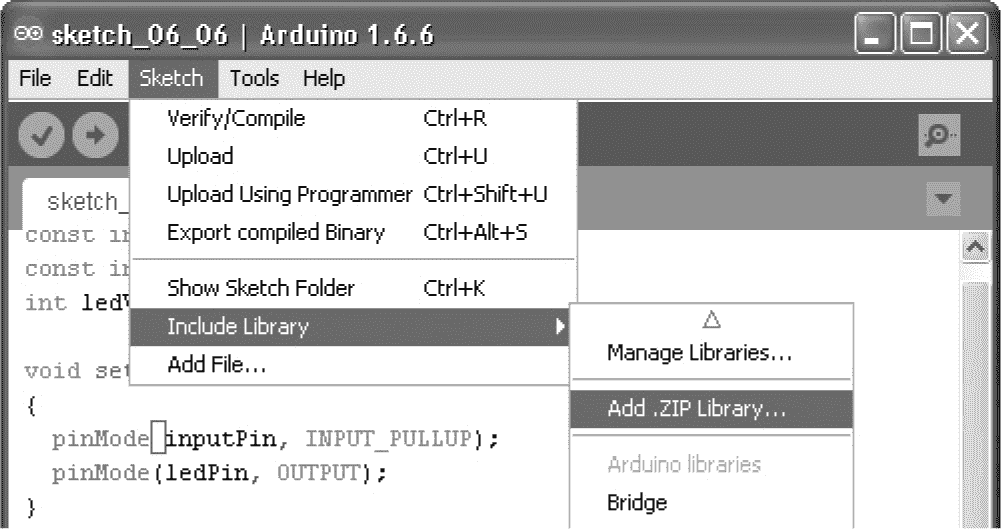 sketch_06_06 | Arduino 1.6.6
File Edit Sketch Tools Help
Verify/Compile Ctrl+R
Upload Ctrl+U
Upload Using Programmer Ctrl+Shift+U
sketch_
Export compiled Binary Ctrl+Alt+S
const in
const in
Show Sketch Folder Ctrl+K
int led
Include Library
Manage Libraries...
Add File...
void set
Add .ZIP Library...
{
pinMode(inputPin, INPUT_PULLUP);
Arduino libraries
pinMode(ledPin, OUTPUT);
Bridge
}